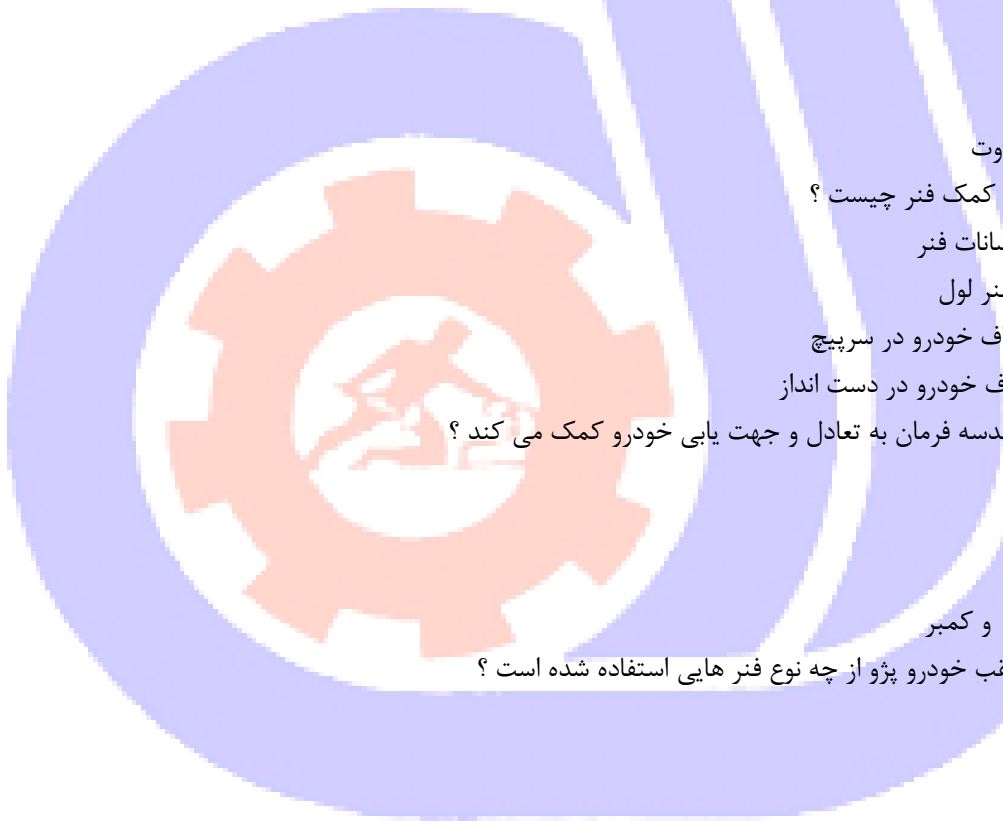 وت
کمک فنر چیست ؟
سانات فنر
نر لول
ف خودرو در سرپیچ
ف خودرو در دست انداز
دسه فرمان به تعادل و جهت یابی خودرو کمک می کند ؟
و کمبر
قب خودرو پژو از چه نوع فنر هایی استفاده شده است ؟